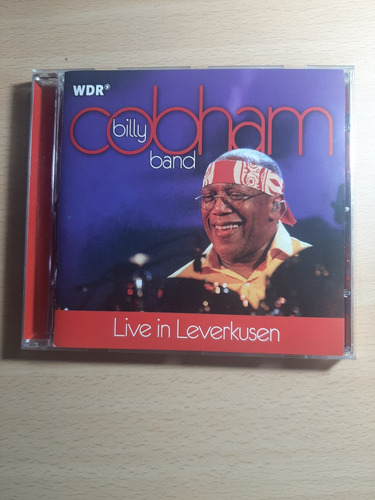 WDR
cobham
billy
band
Live in Leverkusen